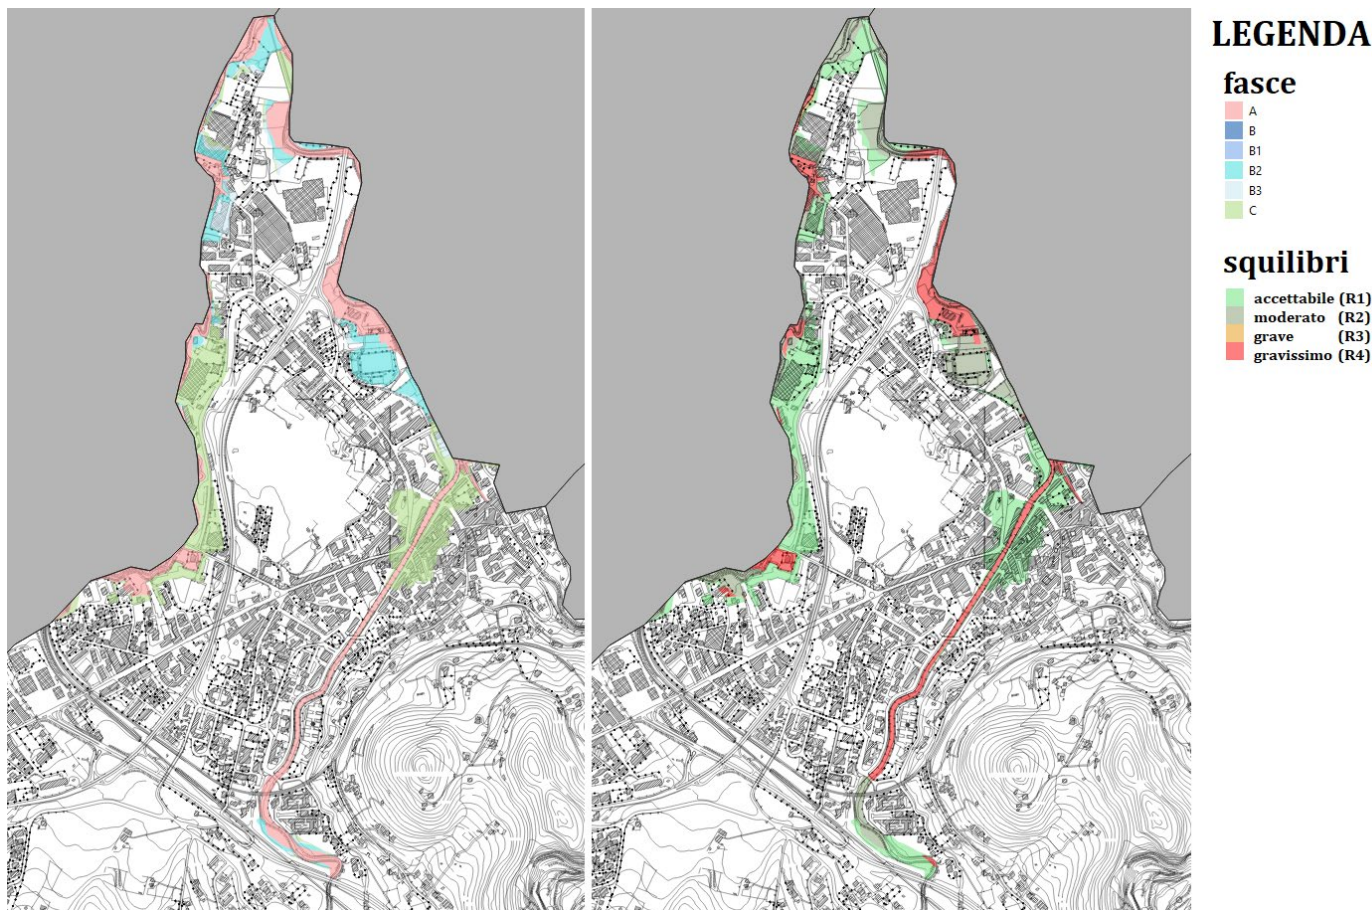 LEGENDA
fasce
A
B
B1
B2
B3
C
squilibri
accettabile (R1)
moderato (R2)
grave (R3)
gravissimo (R4)